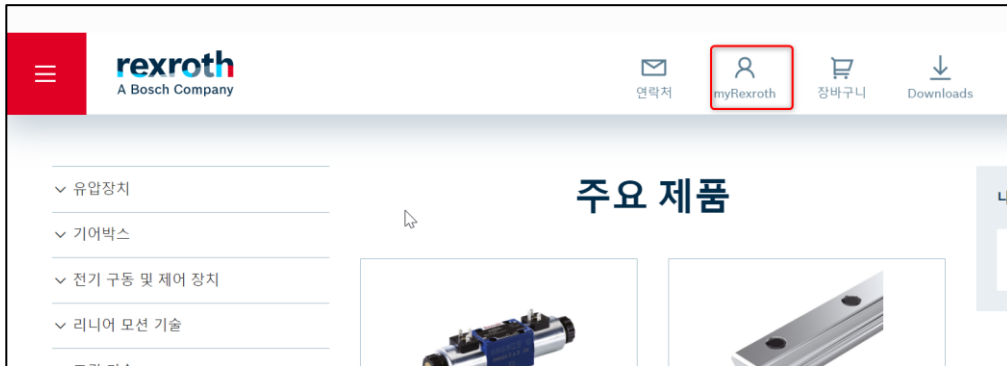 rexroth
A Bosch Company
연락처
myRexroth
장바구니
Downloads
유압장치
기어박스
전기 구동 및 제어 장치
리니어 모션 기술
주요 제품